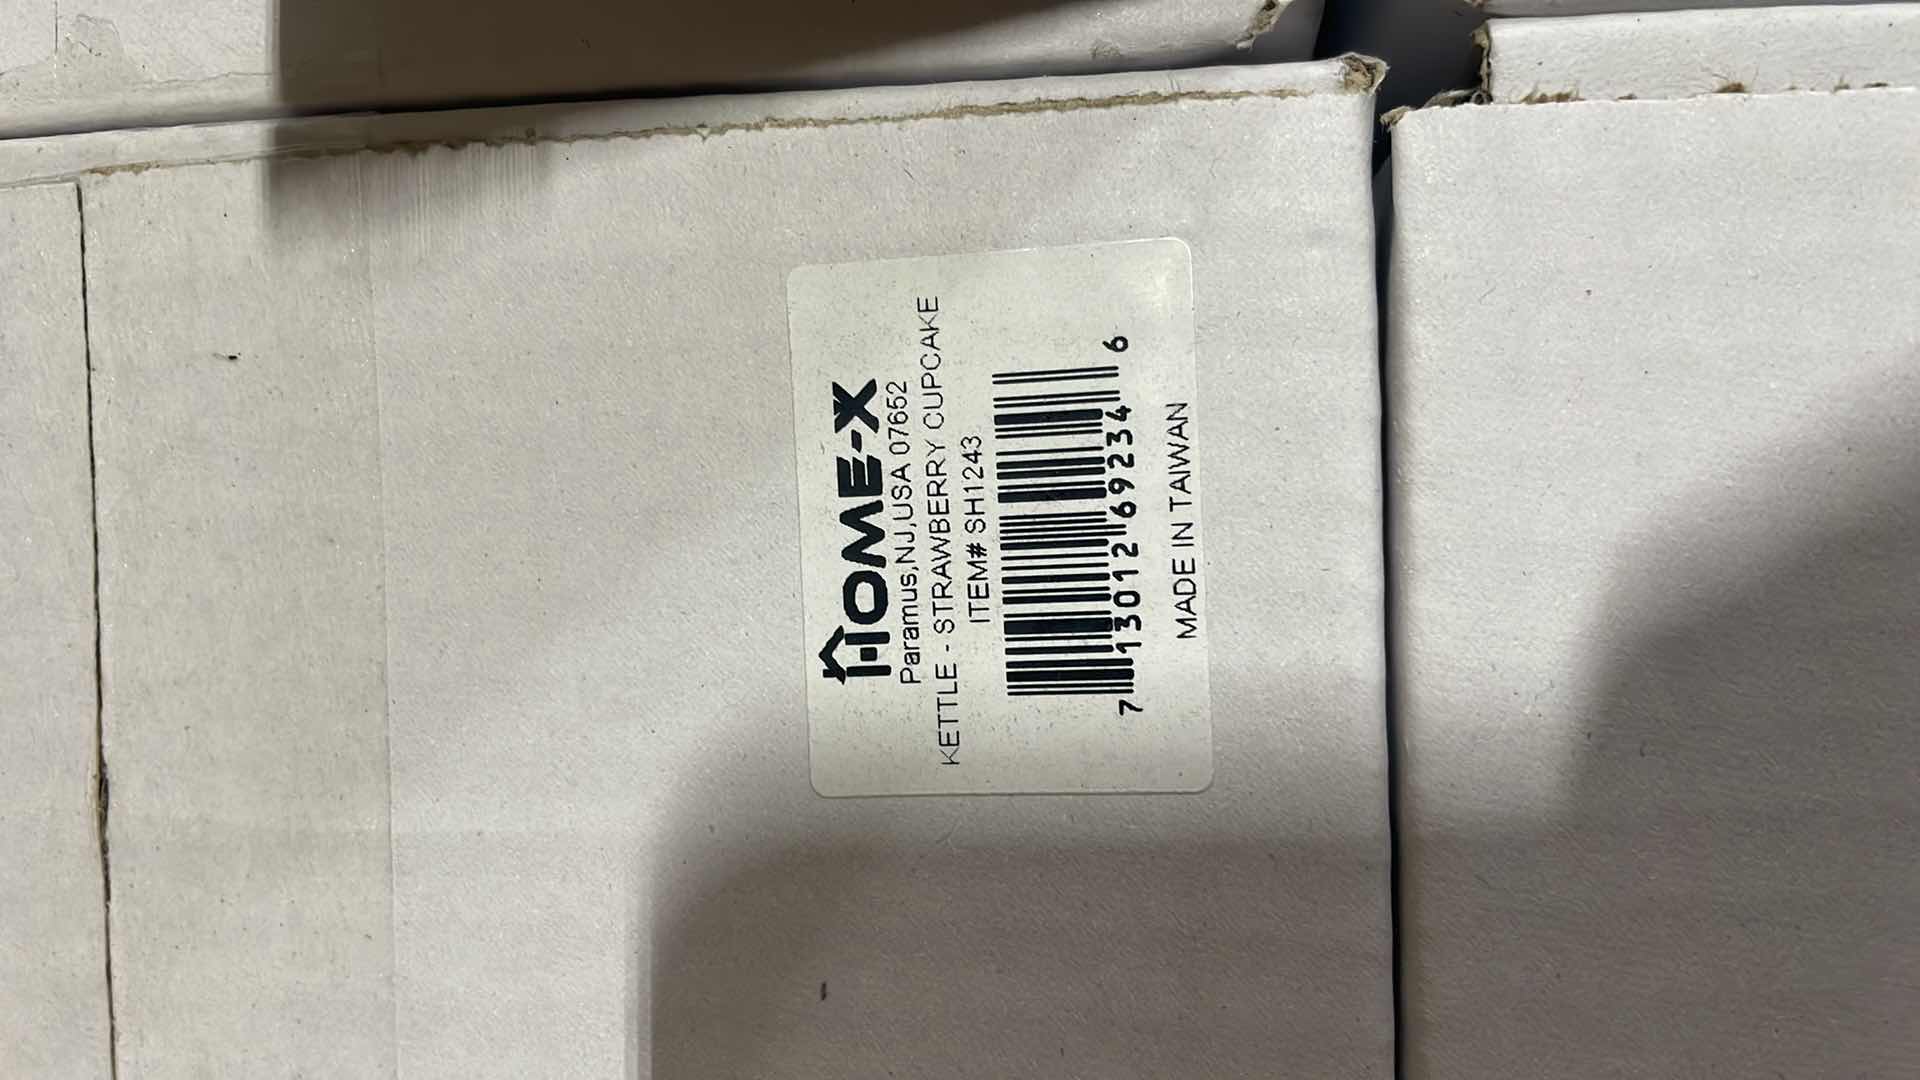 HOME-X
Paramus,NJ,USA 07652
KETTLE - STRAWBERRY CUPCAKE
ITEM# SH1243
7 13012 69234 6
MADE IN TAIWAN